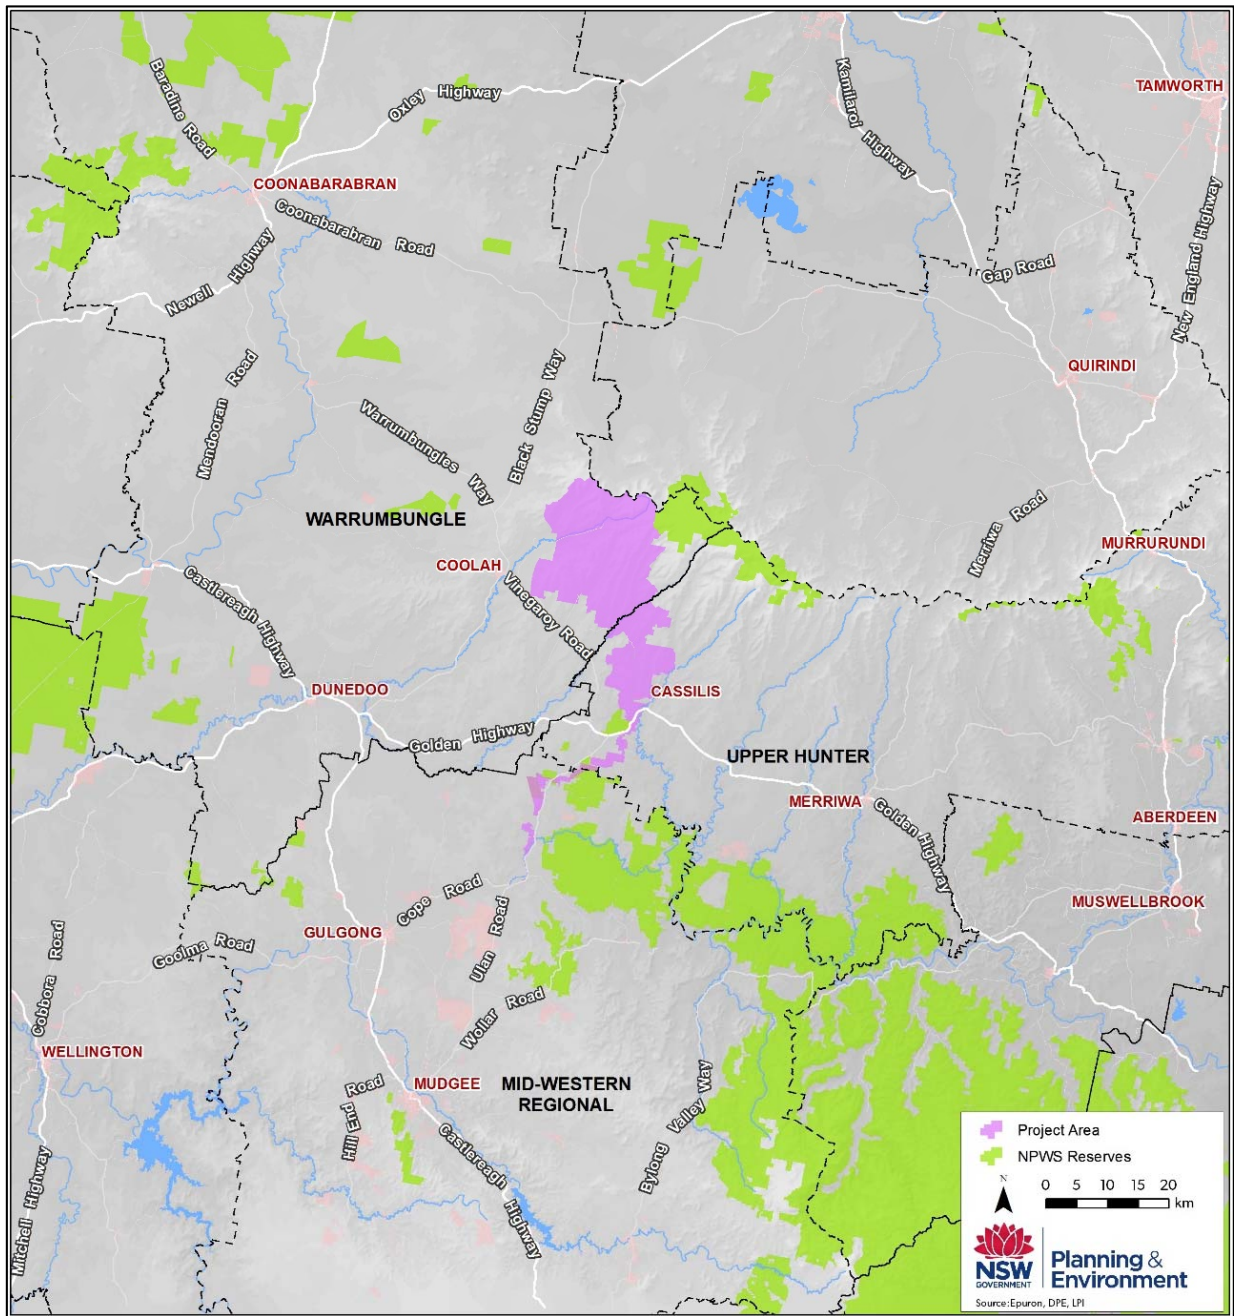 Baradine Road
Oxley Highway
Kamilaroi Highway
TAMWORTH
COONABARABRAN
Coonabarabran Road
Newell Highway
Gap Road
New England Highway
QUIRINDI
Mendooran Road
Warrumbungles Way
Black Stump Way
WARRUMBUNGLE
Merriwa Road
MURRURUNDI
COOLAH
Vinegaroy Road
Castlereagh Highway
DUNEDOO
CASSILIS
Golden Highway
UPPER HUNTER
MERRIWA
Golden Highway
ABERDEEN
MUSWELLBROOK
Cope Road
GULGONG
Ulan Road
Goolma Road
Cobbora Road
Wollar Road
WELLINGTON
MUDGEE
MID-WESTERN
REGIONAL
Hill End Road
Bylong Valley Way
Castlereagh Highway
Mitchell Highway
Project Area
NPWS Reserves
N
0 5 10 15 20
km
NSW
GOVERNMENT
Planning &
Environment
Source:Epuron, DPE, LPI